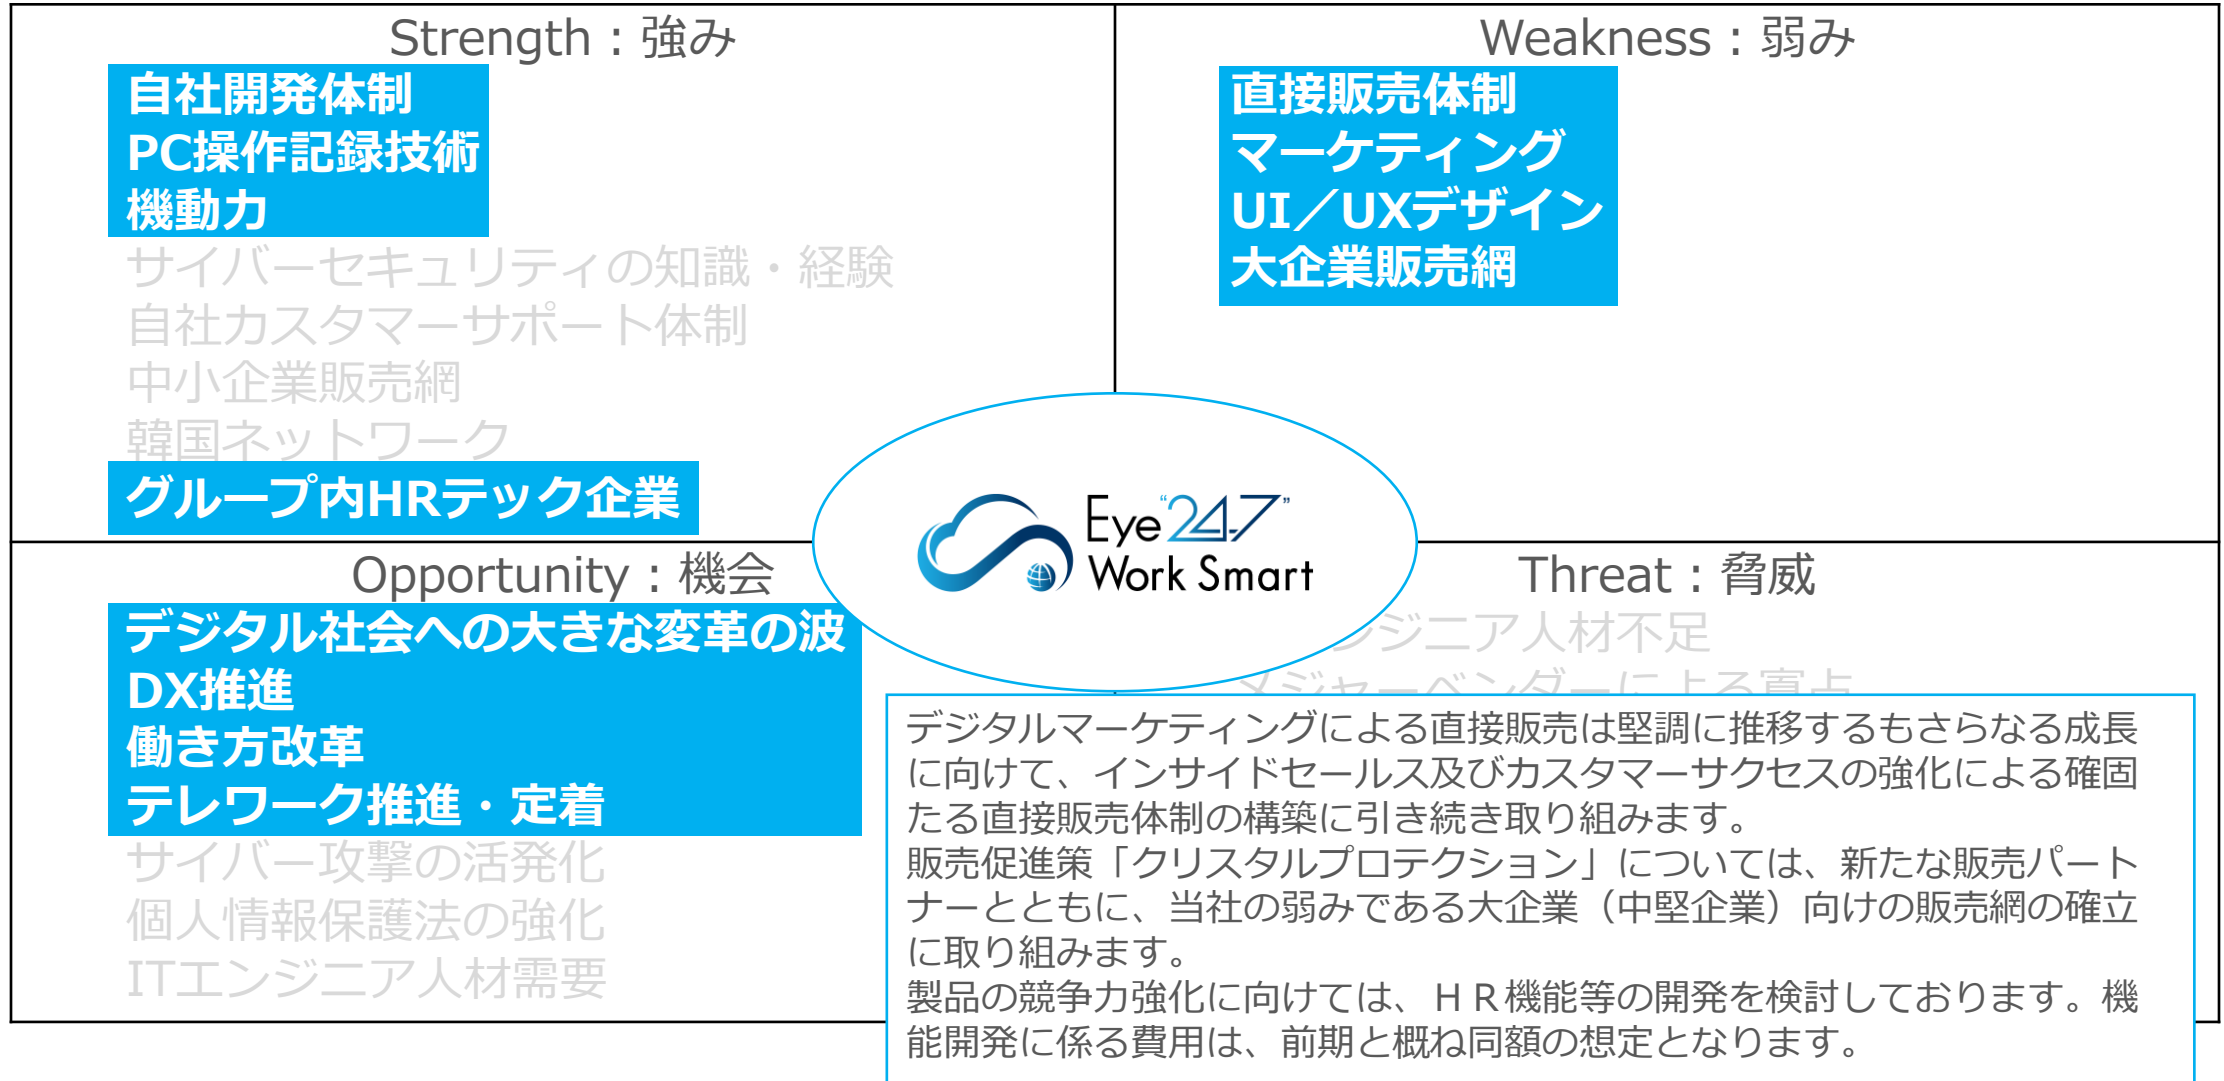 Strength：強み
自社開発体制
PC操作記録技術
機動力
サイバーセキュリティの知識・経験
自社カスタマーサポート体制
中小企業販売網
韓国ネットワーク
グループ内HRテック企業
Weakness：弱み
直接販売体制
マーケティング
UI／UXデザイン
大企業販売網
Eye “24-7”
Work Smart
Opportunity：機会
デジタル社会への大きな変革の波
DX推進
働き方改革
テレワーク推進・定着
サイバー攻撃の活発化
個人情報保護法の強化
ITエンジニア人材需要
Threat：脅威
ンジニア人材不足
メジャーベンダーによる寡占
デジタルマーケティングによる直接販売は堅調に推移するもさらなる成長
に向けて、インサイドセールス及びカスタマーサクセスの強化による確固
たる直接販売体制の構築に引き続き取り組みます。
販売促進策「クリスタルプロテクション」については、新たな販売パート
ナーとともに、当社の弱みである大企業（中堅企業）向けの販売網の確立
に取り組みます。
製品の競争力強化に向けては、ＨＲ機能等の開発を検討しております。機
能開発に係る費用は、前期と概ね同額の想定となります。